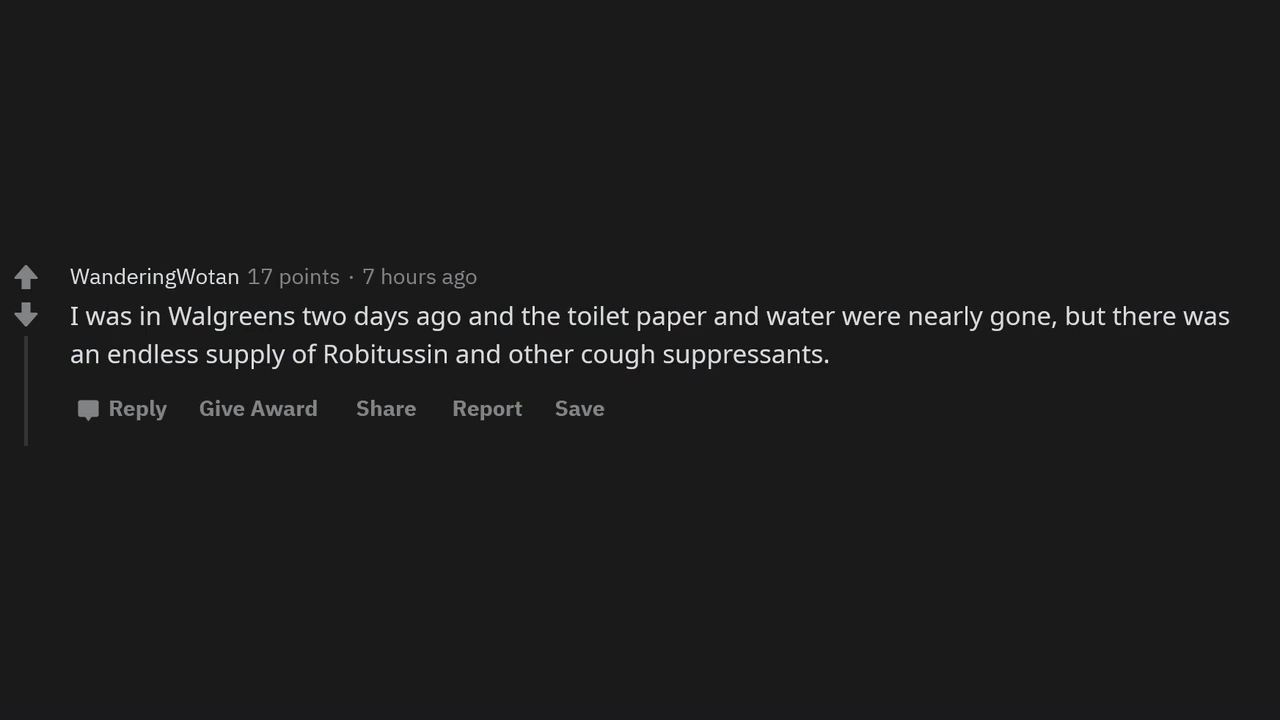 WanderingWotan 17 points · 7 hours ago
I was in Walgreens two days ago and the toilet paper and water were nearly gone, but there was
an endless supply of Robitussin and other cough suppressants.
Reply Give Award Share Report Save